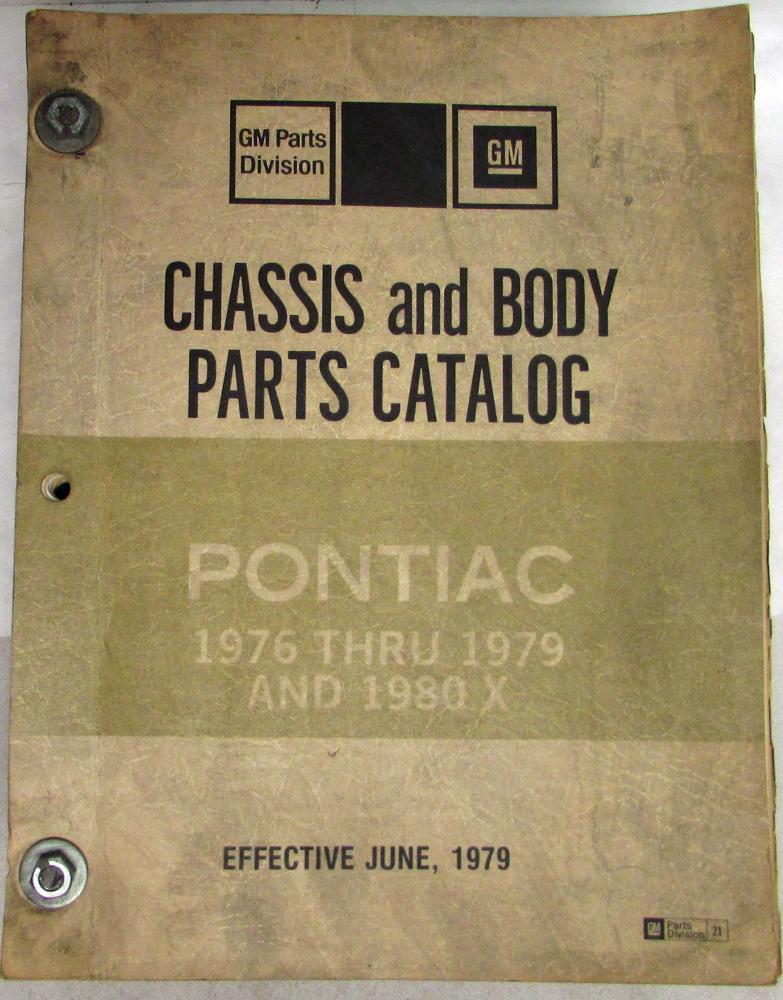 GM Parts
Division
GM
CHASSIS and BODY
PARTS CATALOG
PONTIAC
1976 THRU 1979
AND 1980 X
EFFECTIVE JUNE, 1979
GM Parts
Division 21